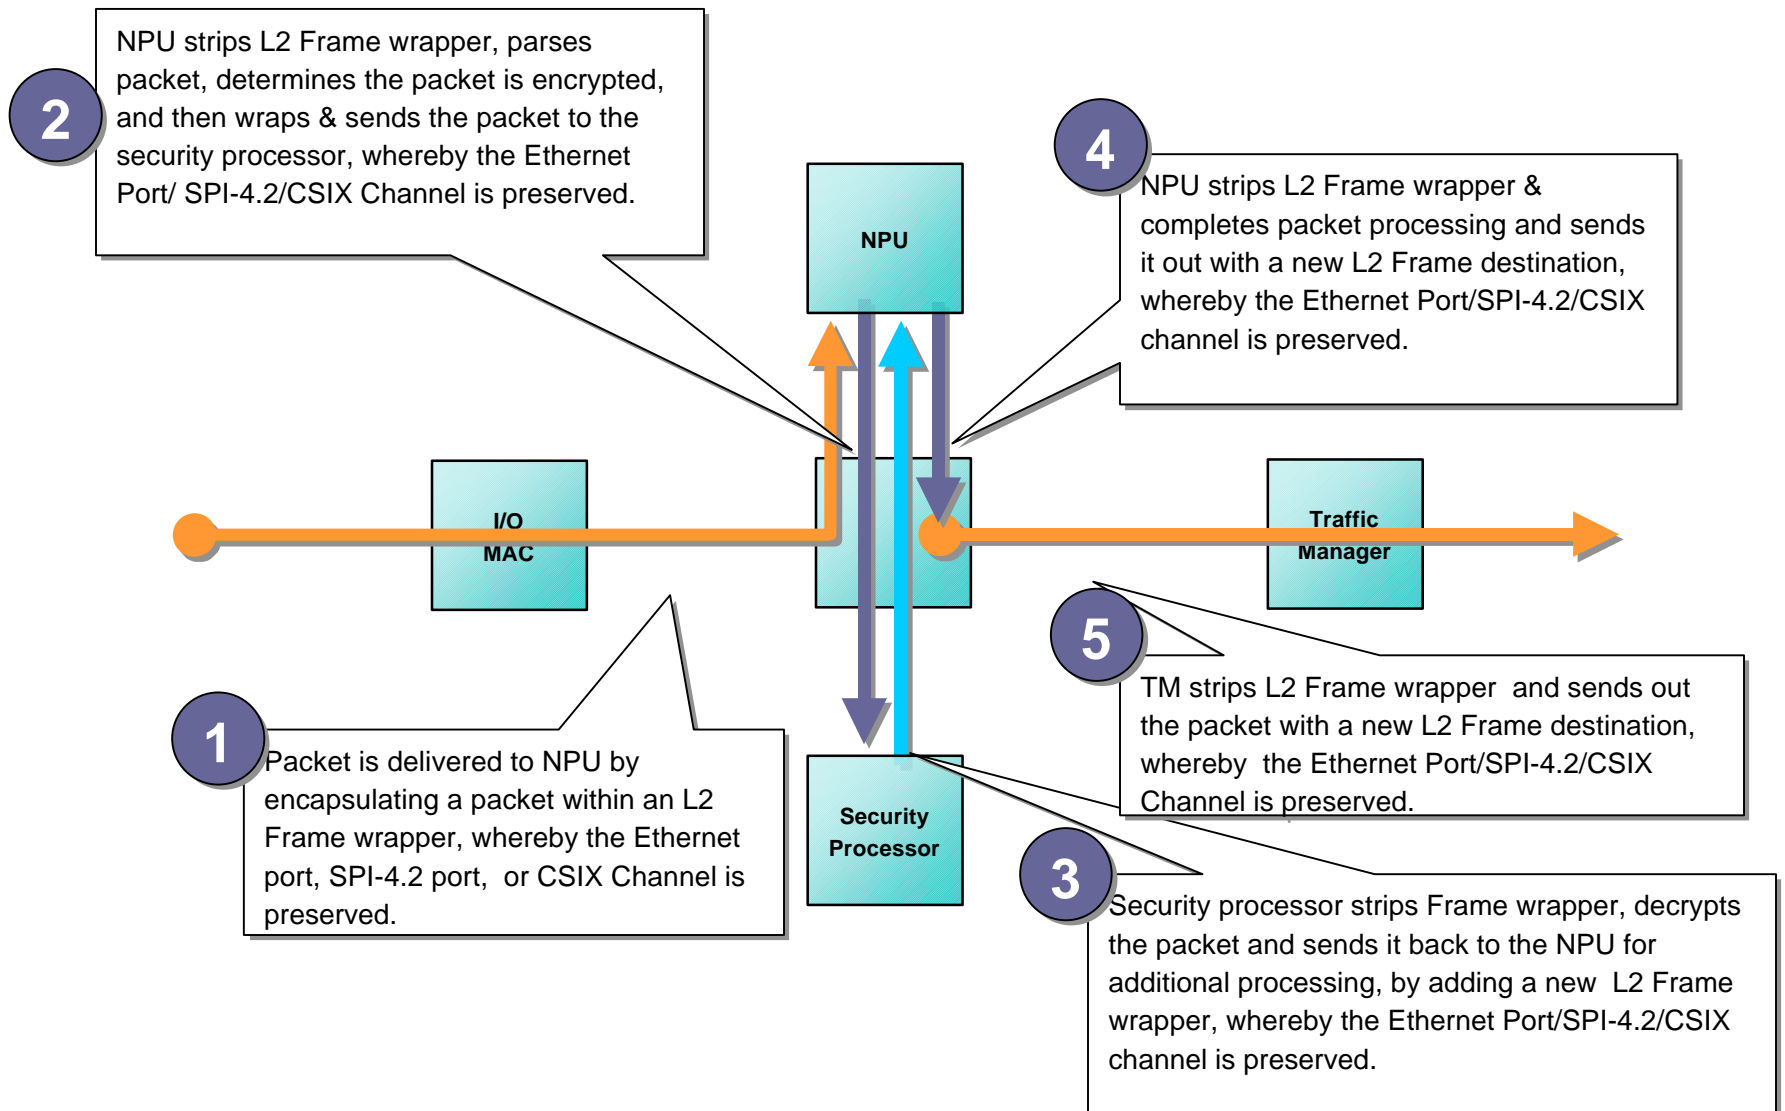 2
NPU strips L2 Frame wrapper, parses
packet, determines the packet is encrypted,
and then wraps & sends the packet to the
security processor, whereby the Ethernet
Port/ SPI-4.2/CSIX Channel is preserved.
4
NPU strips L2 Frame wrapper &
completes packet processing and sends
it out with a new L2 Frame destination,
whereby the Ethernet Port/SPI-4.2/CSIX
channel is preserved.
NPU
I/O
MAC
Traffic
Manager
1
Packet is delivered to NPU by
encapsulating a packet within an L2
Frame wrapper, whereby the Ethernet
port, SPI-4.2 port, or CSIX Channel is
preserved.
5
TM strips L2 Frame wrapper and sends out
the packet with a new L2 Frame destination,
whereby the Ethernet Port/SPI-4.2/CSIX
Channel is preserved.
Security
Processor
3
Security processor strips Frame wrapper, decrypts
the packet and sends it back to the NPU for
additional processing, by adding a new L2 Frame
wrapper, whereby the Ethernet Port/SPI-4.2/CSIX
channel is preserved.